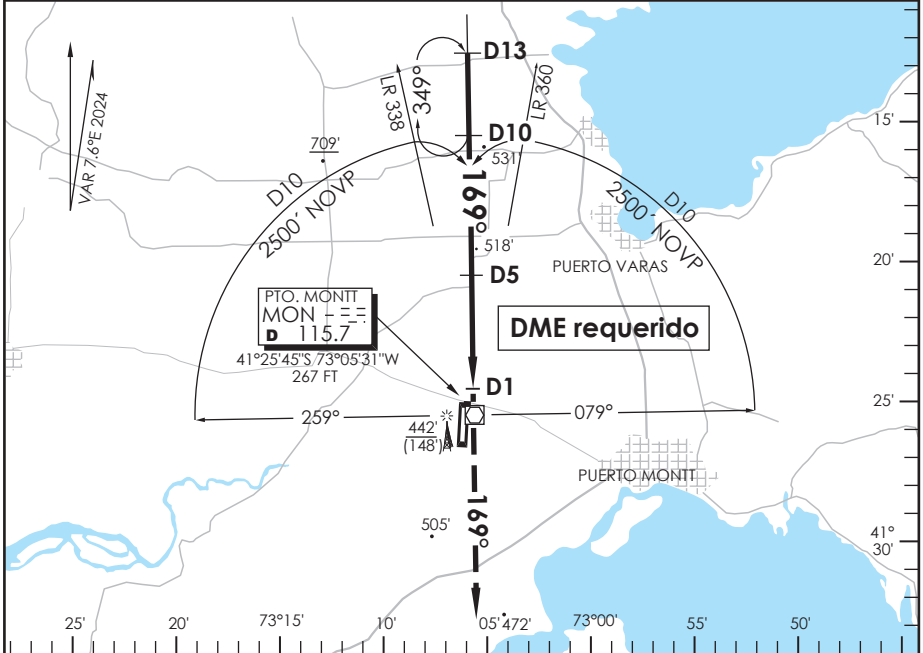 D13
VAR 7.6°E 2024
LR 338
349°
LR 360
D10
531'
709'
15'
D10
2500´ NOVP
D10
2500´ NOVP
169°
518'
D5
PUERTO VARAS
20'
PTO. MONTT
MON
D 115.7
41°25'45"S 73°05'31"W
267 FT
DME requerido
D1
25'
259°
079°
442'
(148')
PUERTO MONTT
169°
505'
41°
30'
25'
20'
73°15'
10'
05'
472'
73°00'
55'
50'